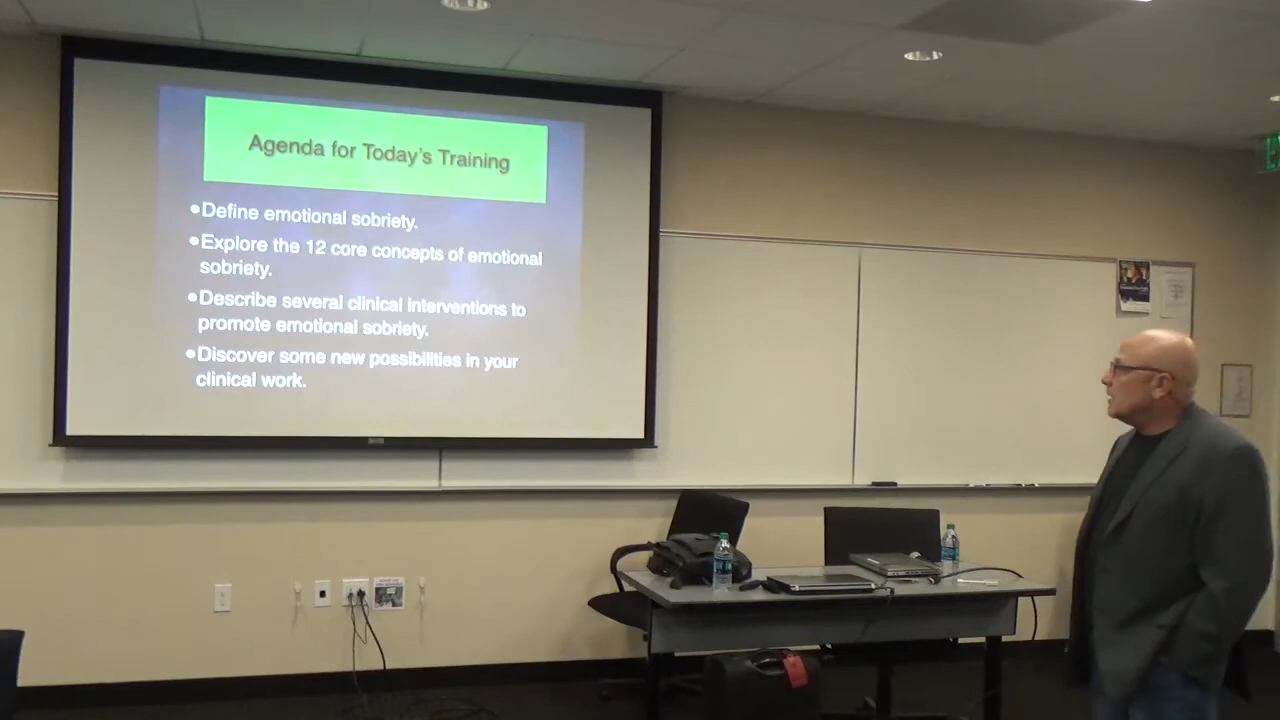 Agenda for Today's Training
•Define emotional sobriety.
•Explore the 12 core concepts of emotional
sobriety.
•Describe several clinical interventions to
promote emotional sobriety.
•Discover some new possibilities in your
clinical work.